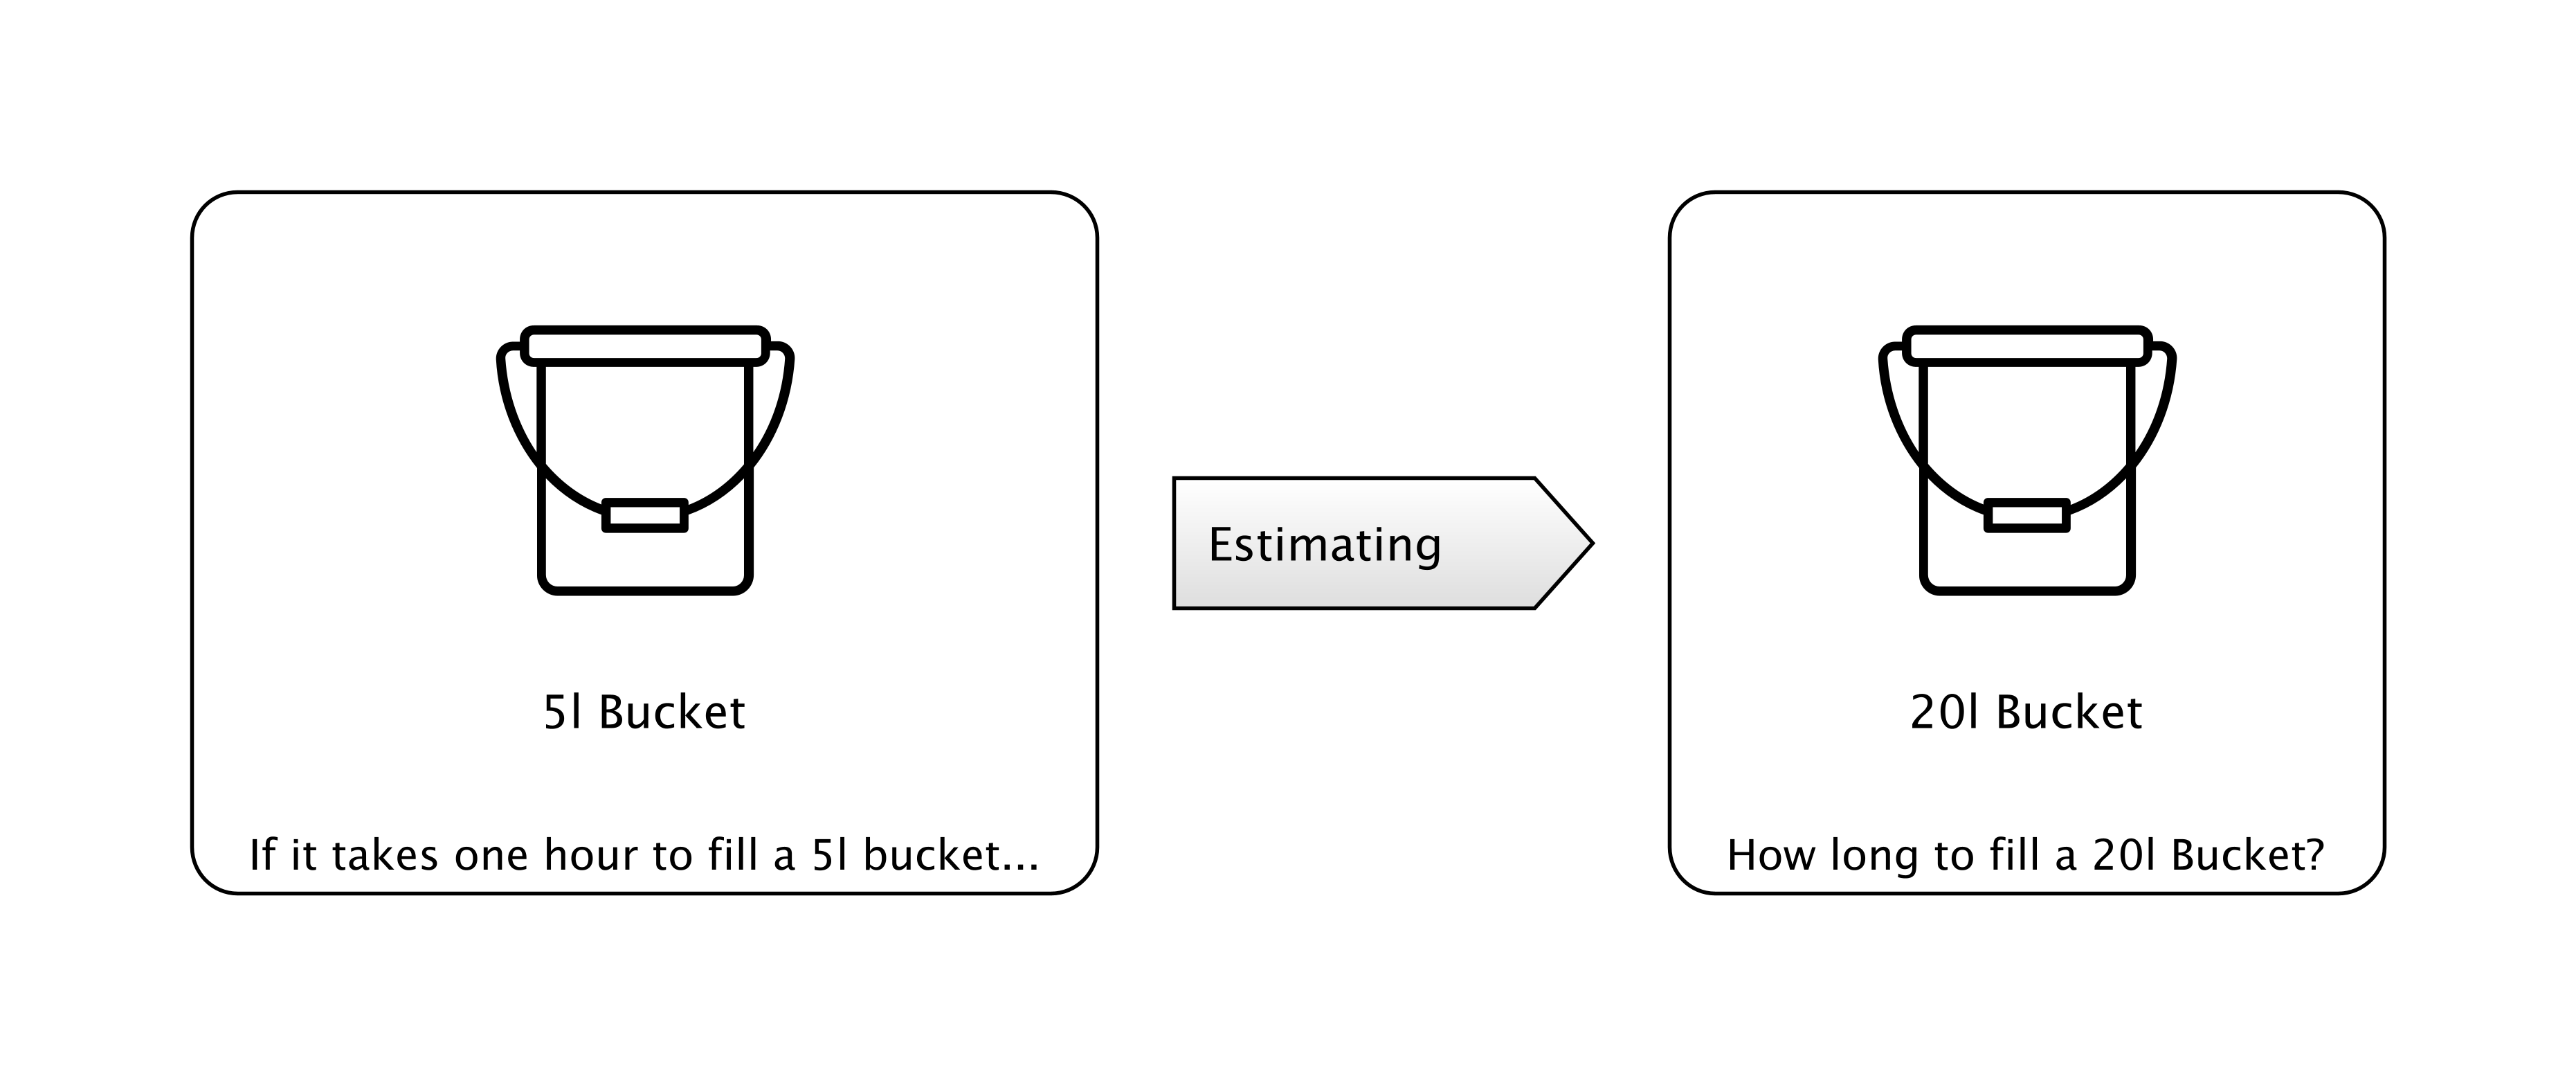 5l Bucket
If it takes one hour to fill a 5l bucket...
Estimating
20l Bucket
How long to fill a 20l Bucket?